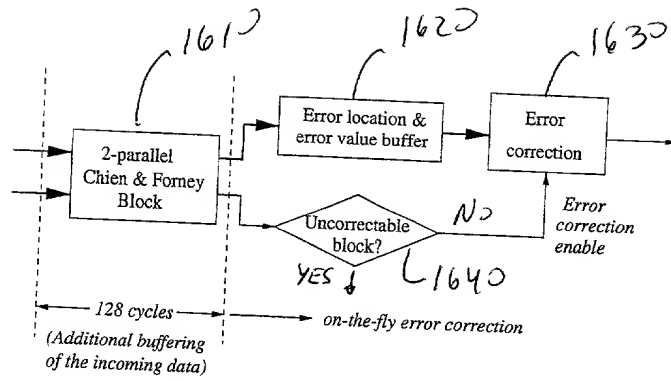 1610
1620
1630
2-parallel
Chien & Forney
Block
Error location &
error value buffer
Error
correction
Uncorrectable
block?
NO
YES
1640
Error
correction
enable
128 cycles
on-the-fly error correction
(Additional buffering
of the incoming data)